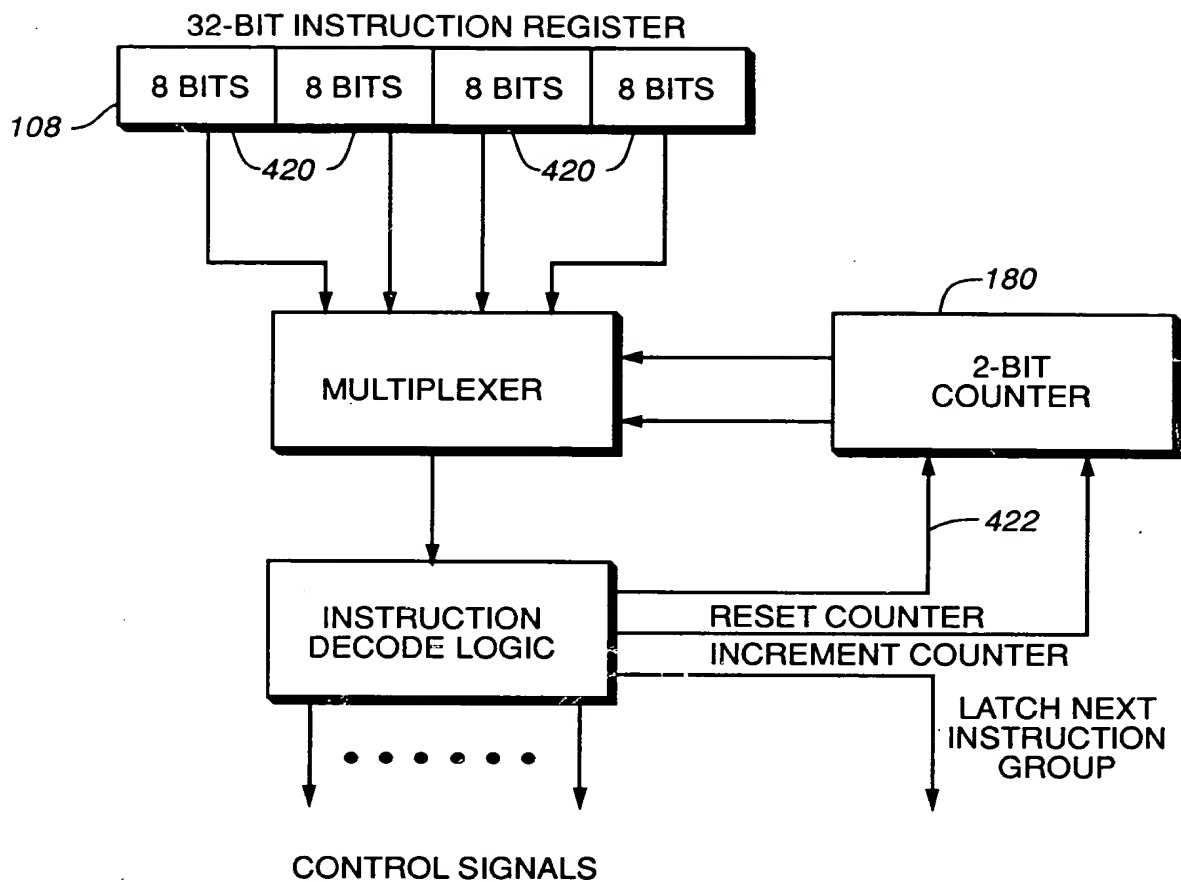 32-BIT INSTRUCTION REGISTER
8 BITS 8 BITS 8 BITS 8 BITS
108
420 420
180
MULTIPLEXER
2-BIT
COUNTER
422
INSTRUCTION
DECODE LOGIC
RESET COUNTER
INCREMENT COUNTER
LATCH NEXT
INSTRUCTION
GROUP
CONTROL SIGNALS